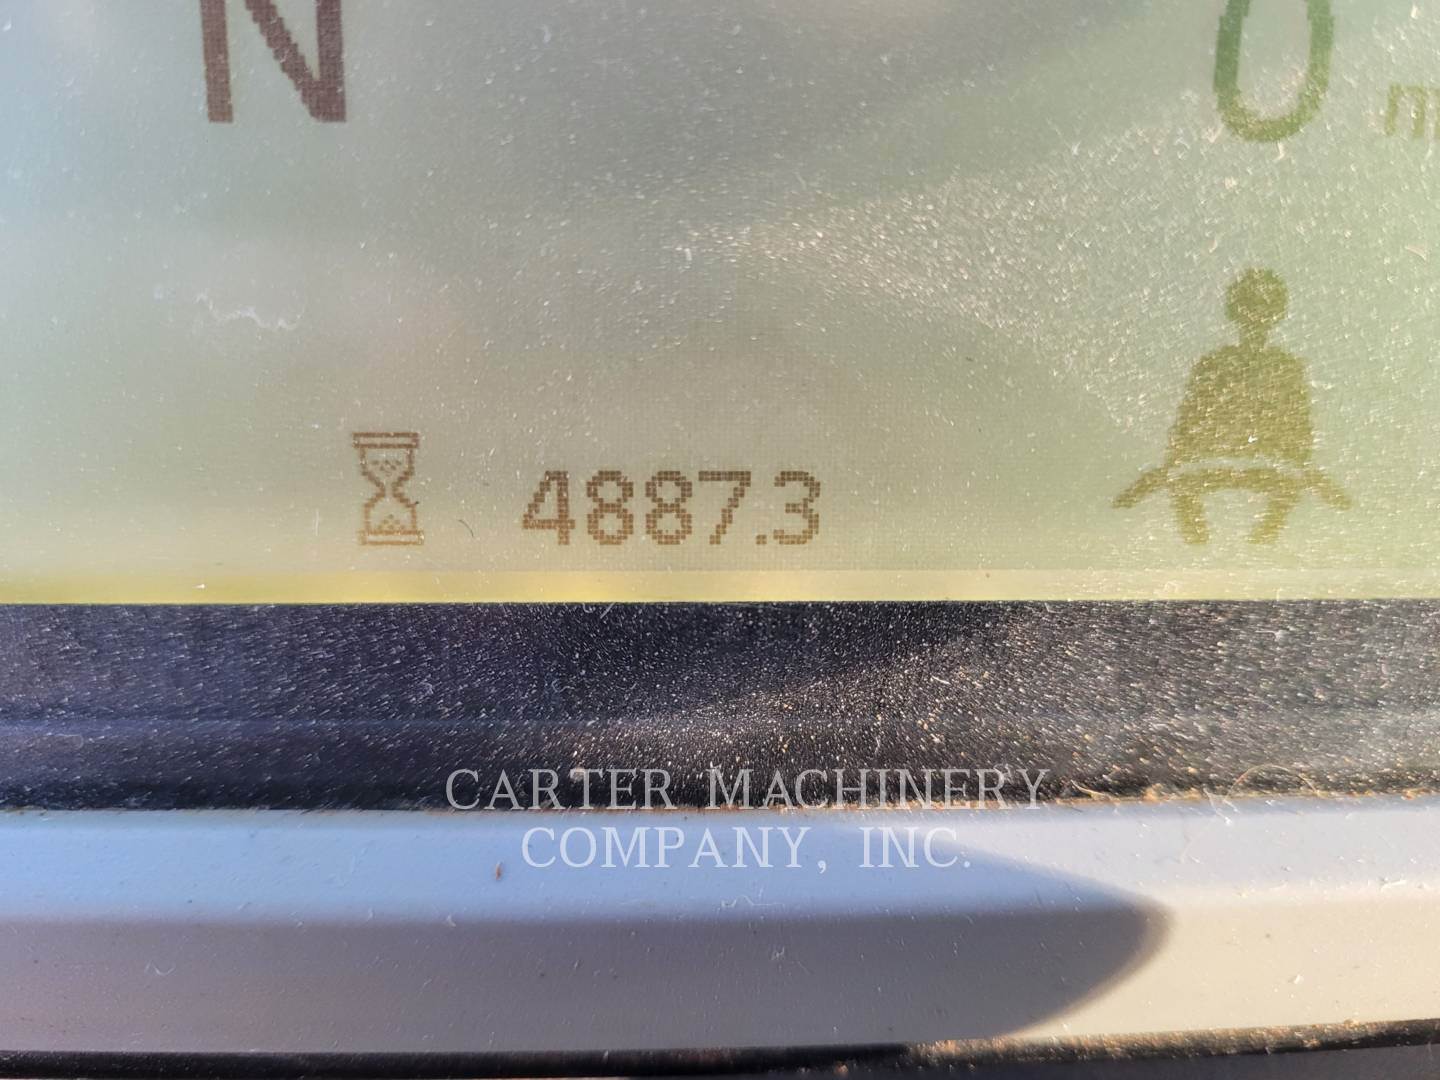 N 0 m
4887.3
CARTER MACHINERY
COMPANY, INC.